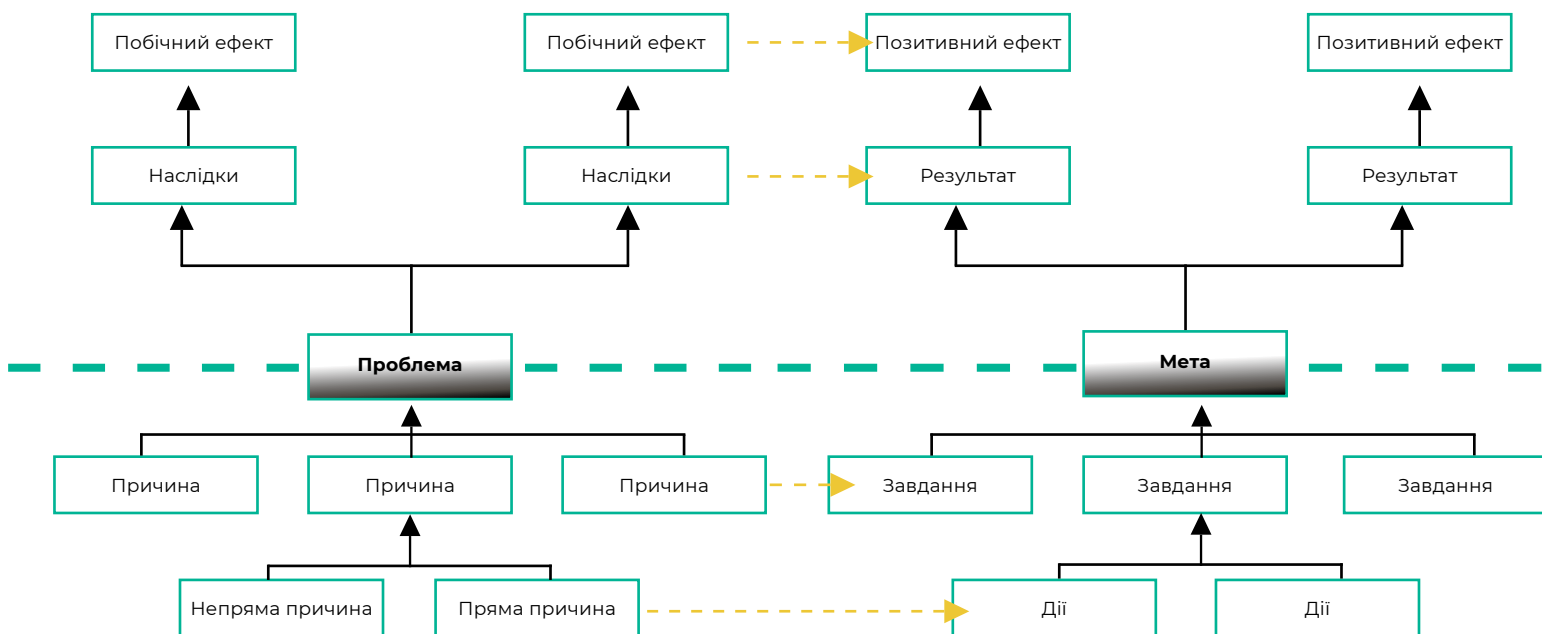 Побічний ефект
Побічний ефект
Позитивний ефект
Позитивний ефект
Наслідки
Наслідки
Результат
Результат
Проблема
Мета
Причина
Причина
Причина
Завдання
Завдання
Завдання
Непряма причина
Пряма причина
Дії
Дії